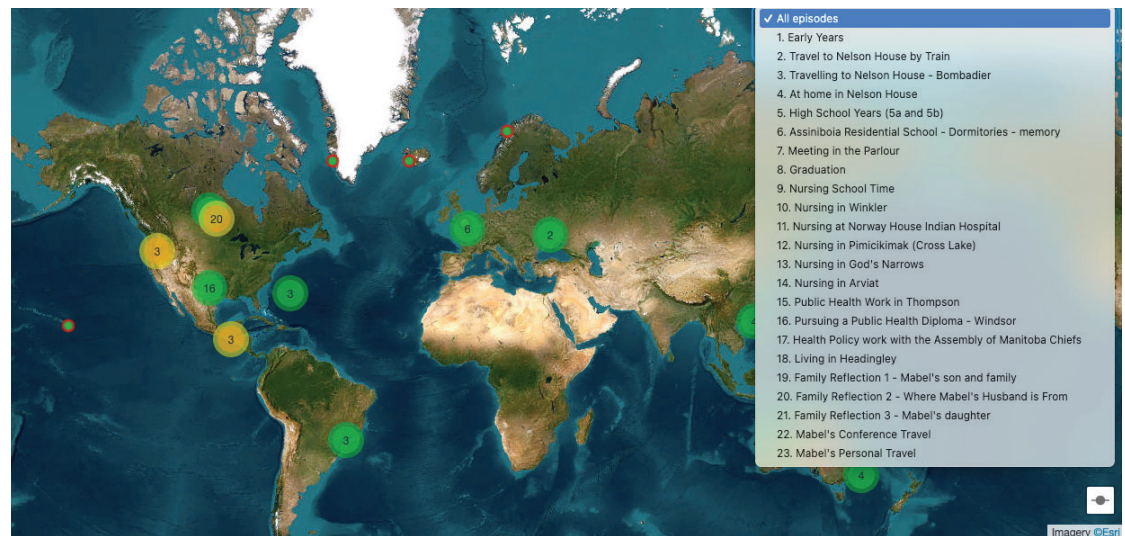 ✓ All episodes
1. Early Years
2. Travel to Nelson House by Train
3. Travelling to Nelson House - Bombadier
4. At home in Nelson House
5. High School Years (5a and 5b)
6. Assiniboia Residential School - Dormitories - memory
7. Meeting in the Parlour
8. Graduation
9. Nursing School Time
10. Nursing in Winkler
11. Nursing at Norway House Indian Hospital
12. Nursing in Pimicikimak (Cross Lake)
13. Nursing in God's Narrows
14. Nursing in Arviat
15. Public Health Work in Thompson
16. Pursuing a Public Health Diploma - Windsor
17. Health Policy work with the Assembly of Manitoba Chiefs
18. Living in Headingley
19. Family Reflection 1 - Mabel's son and family
20. Family Reflection 2 - Where Mabel's Husband is From
21. Family Reflection 3 - Mabel's daughter
22. Mabel's Conference Travel
23. Mabel's Personal Travel
20
6
2
3
16
3
3
3
4
Imagery ©Esri